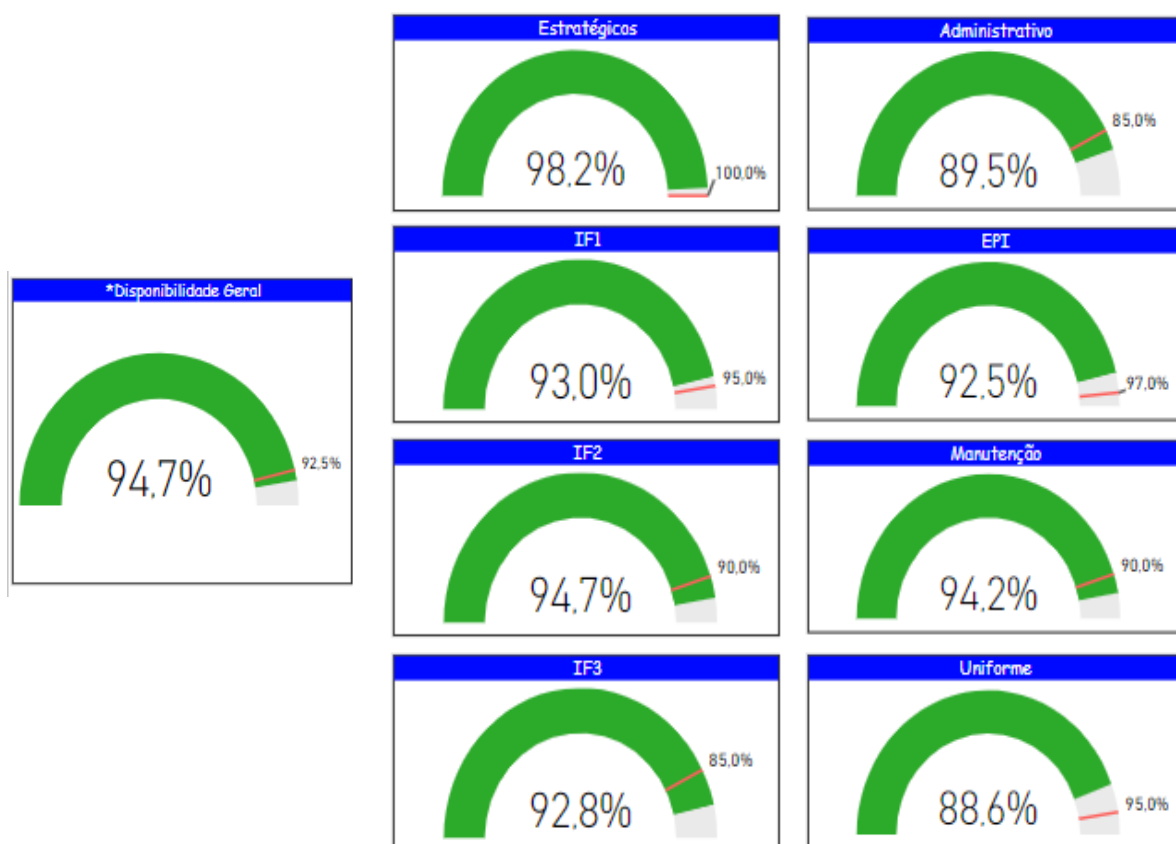 *Disponibilidade Geral
92,5%
94,7%
Estratégicos
100,0%
98,2%
Administrativo
85,0%
89,5%
IF1
95,0%
93,0%
EPI
97,0%
92,5%
IF2
90,0%
94,7%
Manutenção
90,0%
94,2%
IF3
85,0%
92,8%
Uniforme
95,0%
88,6%